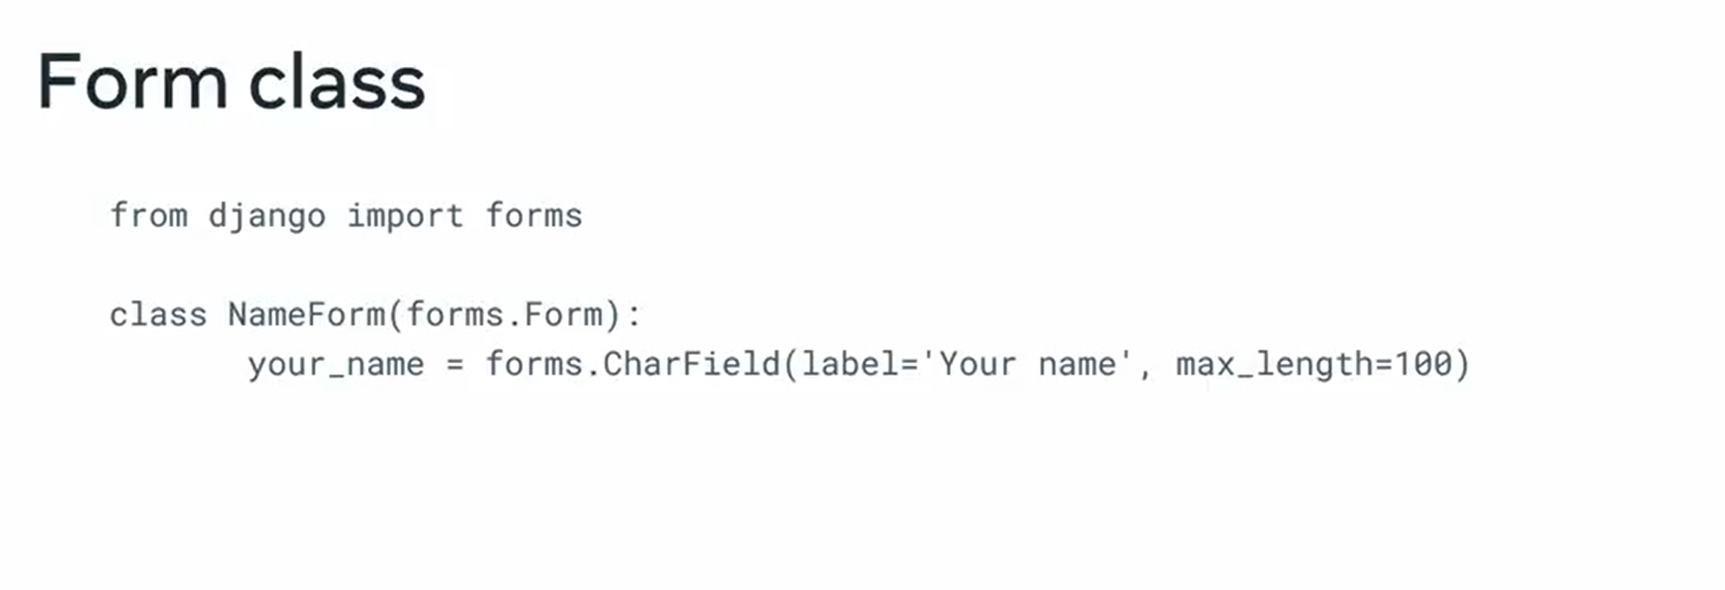 Form class
from django import forms
class NameForm(forms.Form):
your_name = forms.CharField(label='Your name', max_length=100)